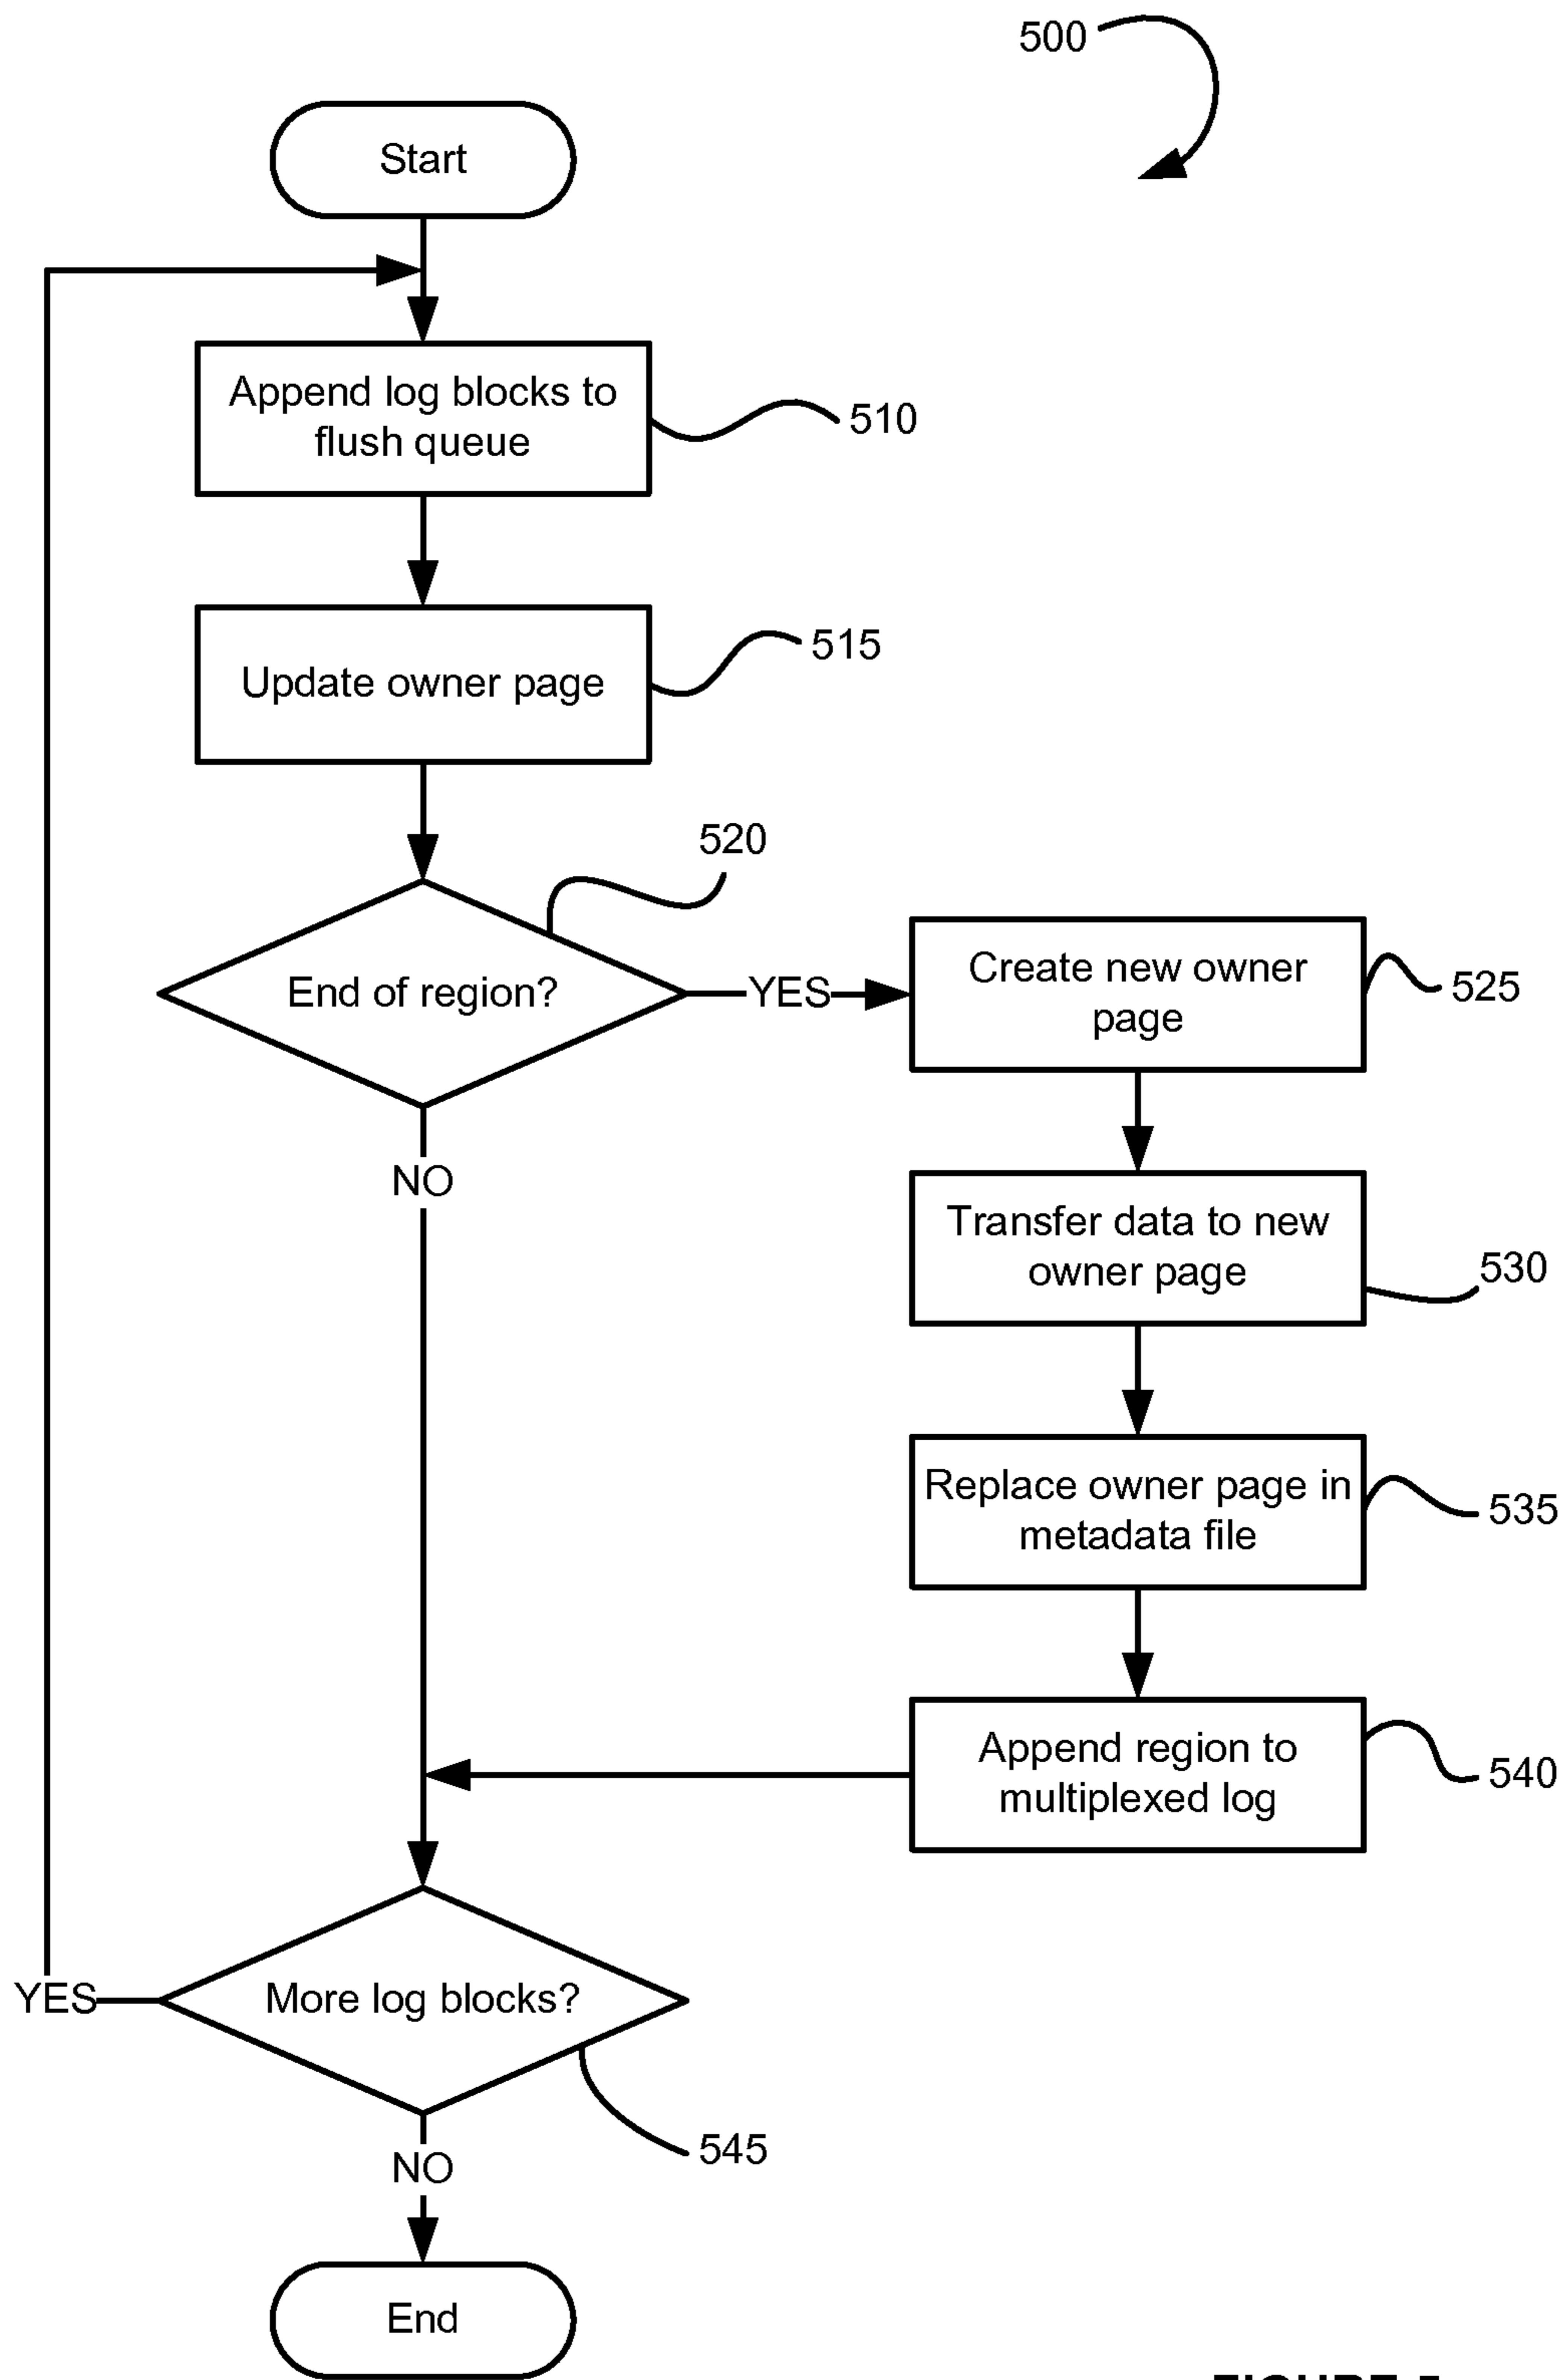 500
Start
Append log blocks to
flush queue
510
Update owner page
515
520
End of region?
YES
Create new owner
page
525
NO
Transfer data to new
owner page
530
Replace owner page in
metadata file
535
Append region to
multiplexed log
540
More log blocks?
YES
545
NO
End